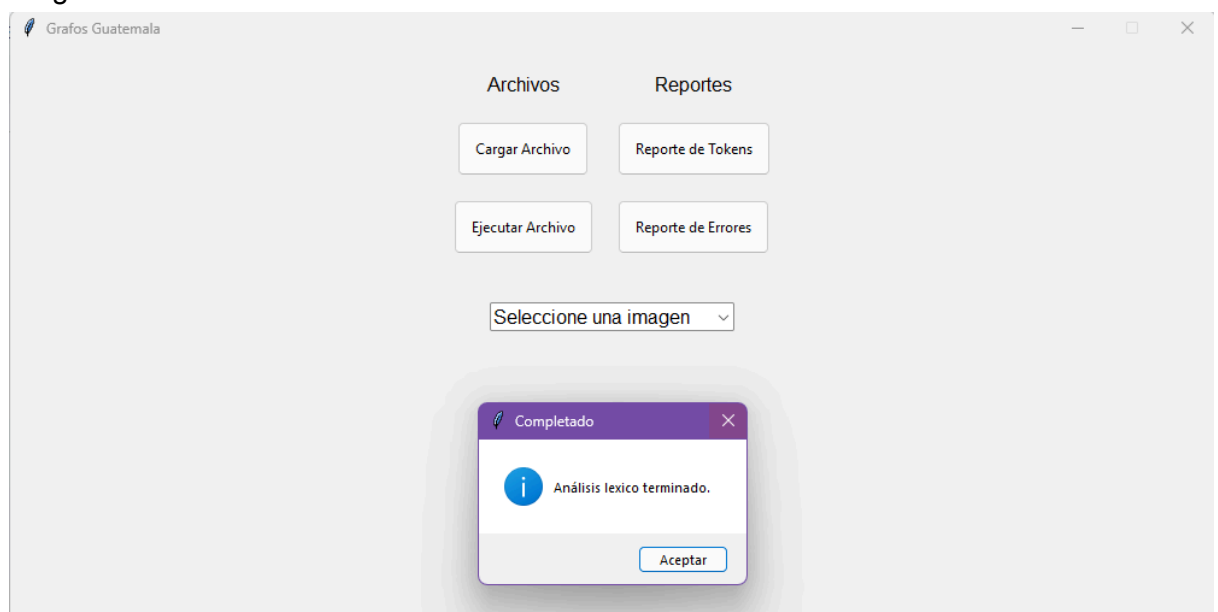 Grafos Guatemala
Archivos Reportes
Cargar Archivo Reporte de Tokens
Ejecutar Archivo Reporte de Errores
Seleccione una imagen
Completado
Análisis lexico terminado.
Aceptar